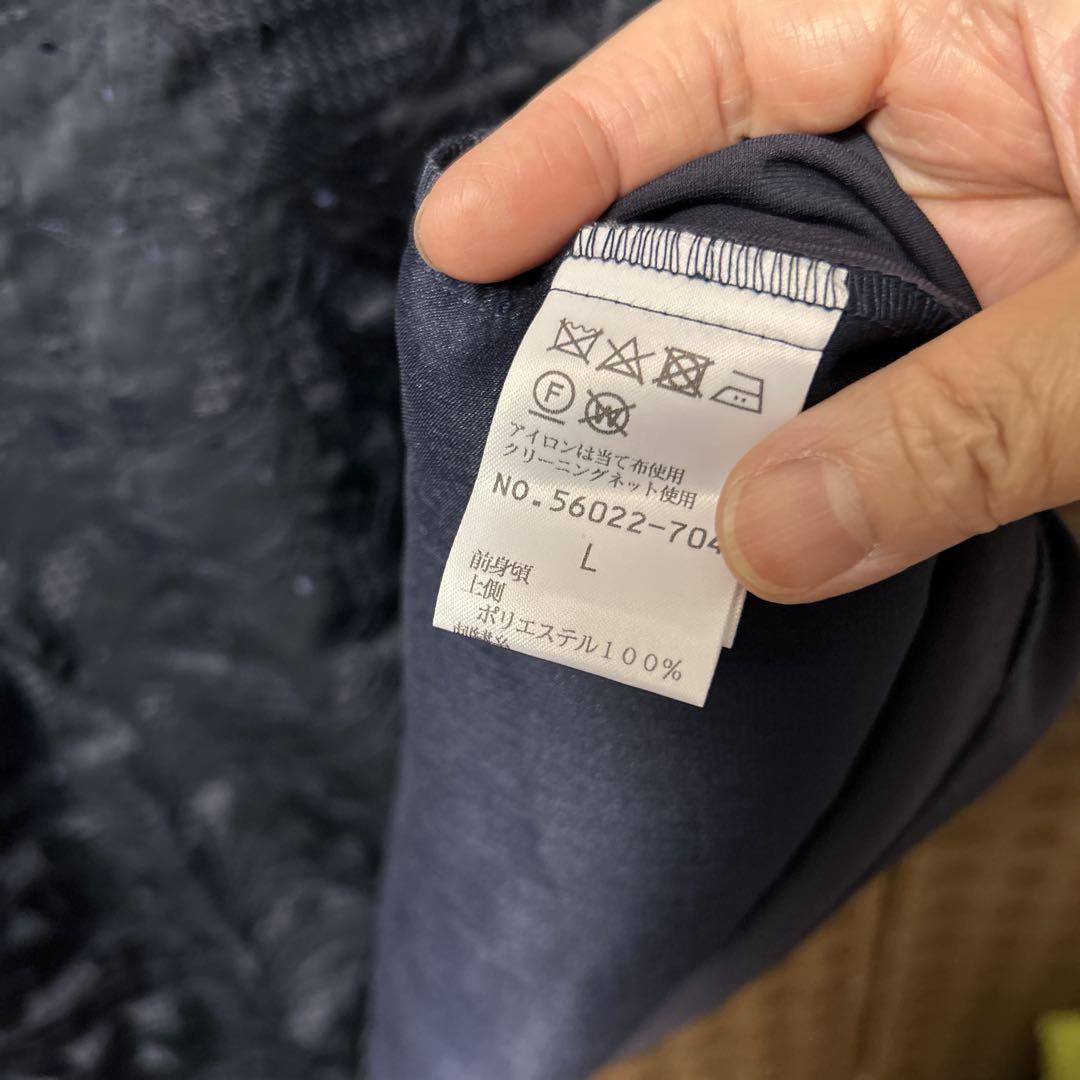 F W
アイロンは当て布使用
クリーニングネット使用
NO.56022-704
L
前身頃
上側
ポリエステル100%